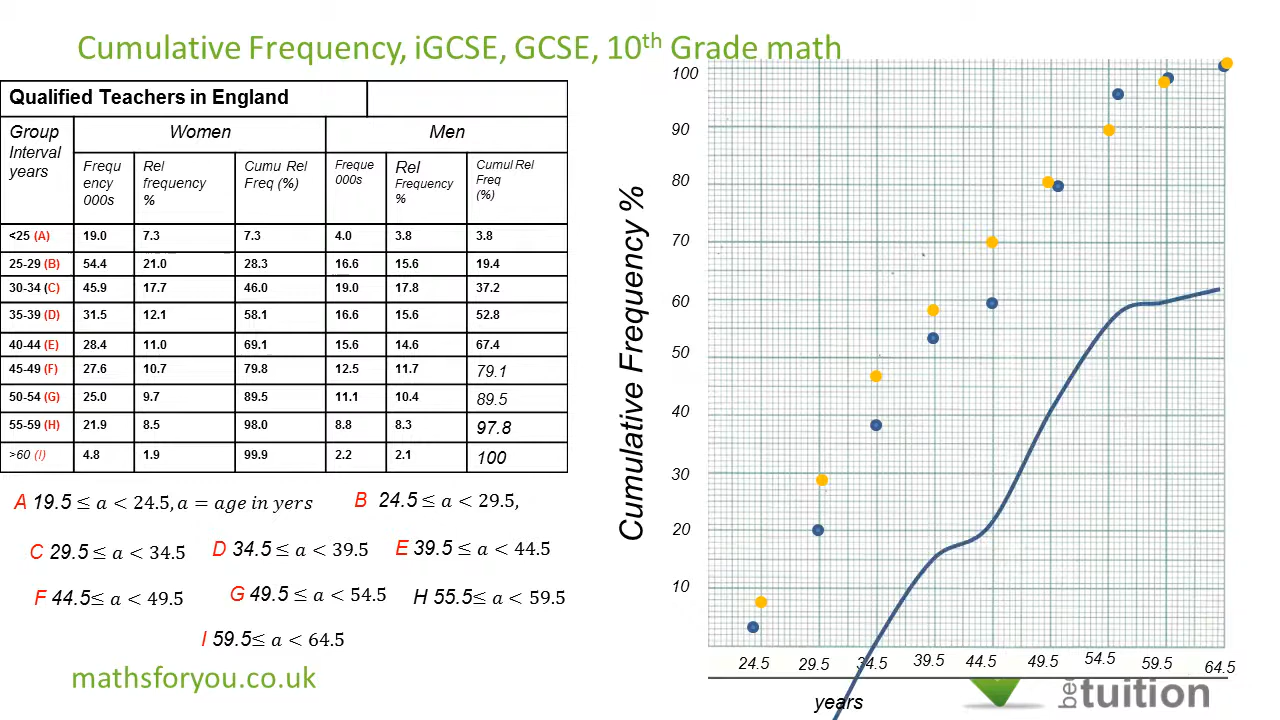 Cumulative Frequency, iGCSE, GCSE, 10th Grade math
Qualified Teachers in England
Group Interval years
Women
Men
Frequ ency 000s
Rel frequency %
Cumu Rel Freq (%)
Freque 000s
Rel Frequency %
Cumul Rel Freq (%)
<25 (A) 19.0 7.3 7.3 4.0 3.8 3.8
25-29 (B) 54.4 21.0 28.3 16.6 15.6 19.4
30-34 (C) 45.9 17.7 46.0 19.0 17.8 37.2
35-39 (D) 31.5 12.1 58.1 16.6 15.6 52.8
40-44 (E) 28.4 11.0 69.1 15.6 14.6 67.4
45-49 (F) 27.6 10.7 79.8 12.5 11.7 79.1
50-54 (G) 25.0 9.7 89.5 11.1 10.4 89.5
55-59 (H) 21.9 8.5 98.0 8.8 8.3 97.8
>60 (I) 4.8 1.9 99.9 2.2 2.1 100
A 19.5 ≤ a < 24.5, a = age in yers
B 24.5 ≤ a < 29.5,
C 29.5 ≤ a < 34.5
D 34.5 ≤ a < 39.5
E 39.5 ≤ a < 44.5
F 44.5≤ a < 49.5
G 49.5 ≤ a < 54.5
H 55.5≤ a < 59.5
I 59.5≤ a < 64.5
mathsforyou.co.uk
Cumulative Frequency %
100
90
80
70
60
50
40
30
20
10
24.5 29.5 34.5 39.5 44.5 49.5 54.5 59.5 64.5
years
tuition